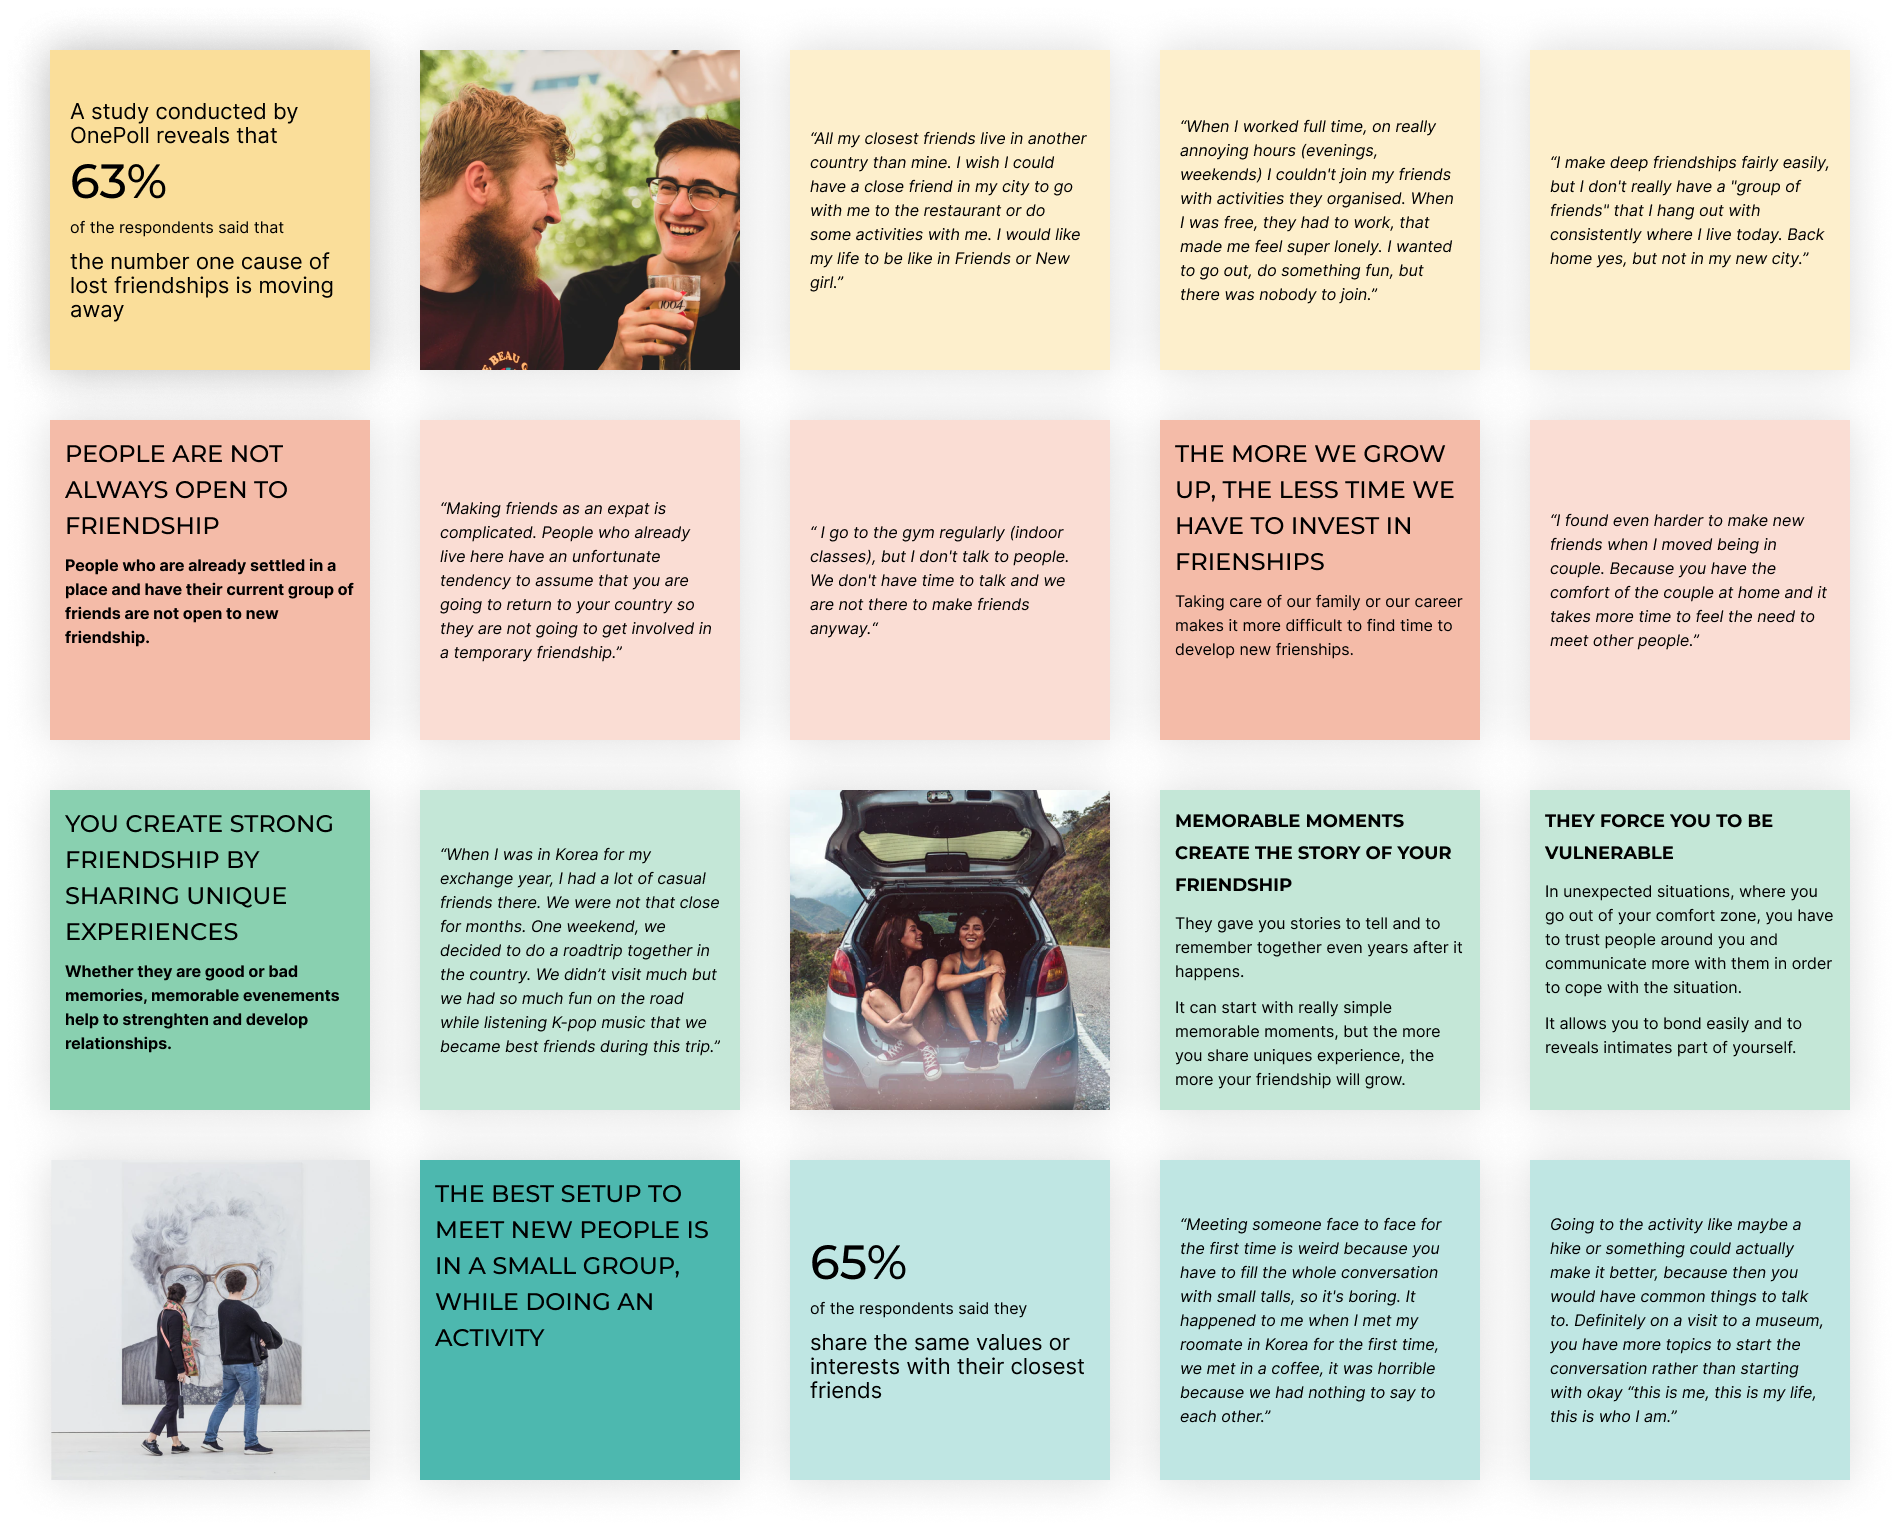 A study conducted by
OnePoll reveals that
63%
of the respondents said that
the number one cause of
lost friendships is moving
away
1664
BEAU
“All my closest friends live in another
country than mine. I wish I could
have a close friend in my city to go
with me to the restaurant or do
some activities with me. I would like
my life to be like in Friends or New
girl.”
“When I worked full time, on really
annoying hours (evenings,
weekends) I couldn't join my friends
with activities they organised. When
I was free, they had to work, that
made me feel super lonely. I wanted
to go out, do something fun, but
there was nobody to join.”
“I make deep friendships fairly easily,
but I don't really have a "group of
friends" that I hang out with
consistently where I live today. Back
home yes, but not in my new city.”
PEOPLE ARE NOT
ALWAYS OPEN TO
FRIENDSHIP
People who are already settled in a
place and have their current group of
friends are not open to new
friendship.
“Making friends as an expat is
complicated. People who already
live here have an unfortunate
tendency to assume that you are
going to return to your country so
they are not going to get involved in
a temporary friendship.”
“ I go to the gym regularly (indoor
classes), but I don't talk to people.
We don't have time to talk and we
are not there to make friends
anyway.“
THE MORE WE GROW
UP, THE LESS TIME WE
HAVE TO INVEST IN
FRIENSHIPS
Taking care of our family or our career
makes it more difficult to find time to
develop new frienships.
“I found even harder to make new
friends when I moved being in
couple. Because you have the
comfort of the couple at home and it
takes more time to feel the need to
meet other people.”
YOU CREATE STRONG
FRIENDSHIP BY
SHARING UNIQUE
EXPERIENCES
Whether they are good or bad
memories, memorable evenements
help to strenghten and develop
relationships.
“When I was in Korea for my
exchange year, I had a lot of casual
friends there. We were not that close
for months. One weekend, we
decided to do a roadtrip together in
the country. We didn’t visit much but
we had so much fun on the road
while listening K-pop music that we
became best friends during this trip.”
MEMORABLE MOMENTS
CREATE THE STORY OF YOUR
FRIENDSHIP
They gave you stories to tell and to
remember together even years after it
happens.
It can start with really simple
memorable moments, but the more
you share uniques experience, the
more your friendship will grow.
THEY FORCE YOU TO BE
VULNERABLE
In unexpected situations, where you
go out of your comfort zone, you have
to trust people around you and
communicate more with them in order
to cope with the situation.
It allows you to bond easily and to
reveals intimates part of yourself.
THE BEST SETUP TO
MEET NEW PEOPLE IS
IN A SMALL GROUP,
WHILE DOING AN
ACTIVITY
65%
of the respondents said they
share the same values or
interests with their closest
friends
“Meeting someone face to face for
the first time is weird because you
have to fill the whole conversation
with small talls, so it's boring. It
happened to me when I met my
roomate in Korea for the first time,
we met in a coffee, it was horrible
because we had nothing to say to
each other.”
Going to the activity like maybe a
hike or something could actually
make it better, because then you
would have common things to talk
to. Definitely on a visit to a museum,
you have more topics to start the
conversation rather than starting
with okay “this is me, this is my life,
this is who I am.”